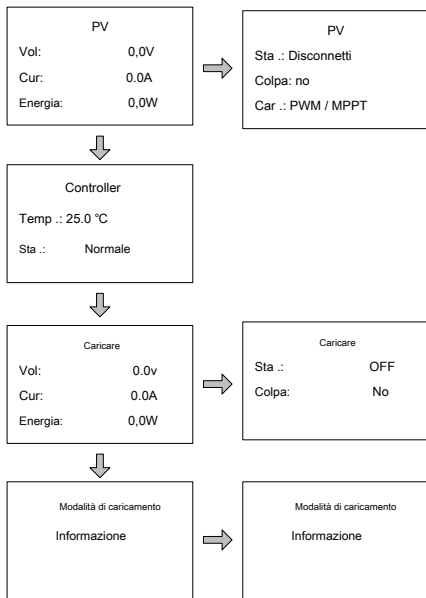 PV
Vol: 0,0V
Cur: 0.0A
Energia: 0,0W
PV
Sta .: Disconnetti
Colpa: no
Car .: PWM / MPPT
Controller
Temp .: 25.0 ℃
Sta .: Normale
Caricare
Vol: 0.0v
Cur: 0.0A
Energia: 0,0W
Caricare
Sta .: OFF
Colpa: No
Modalità di caricamento
Informazione
Modalità di caricamento
Informazione